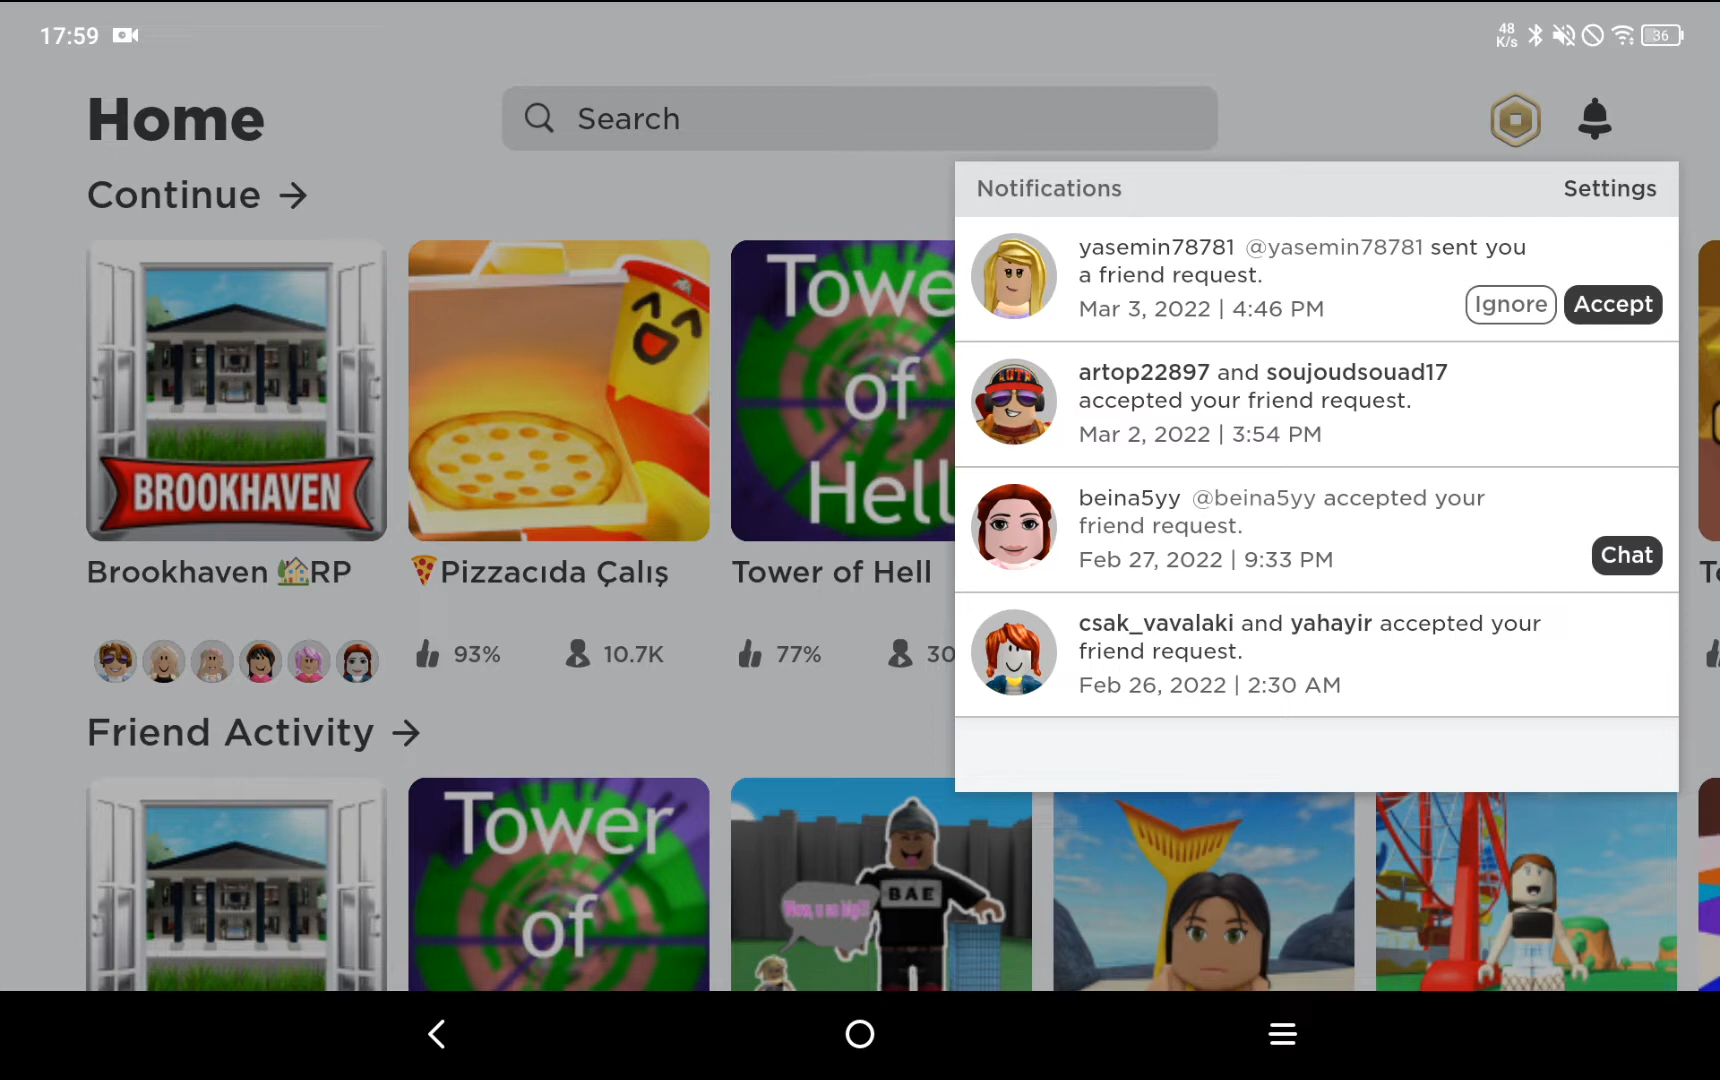 17:59
48
K/s
36
Home
Search
Continue →
Notifications
Settings
yasemin78781 @yasemin78781 sent you
a friend request.
Mar 3, 2022 | 4:46 PM
Ignore
Accept
artop22897 and soujoudsouad17
accepted your friend request.
Mar 2, 2022 | 3:54 PM
beina5yy @beina5yy accepted your
friend request.
Feb 27, 2022 | 9:33 PM
Chat
csak_vavalaki and yahayir accepted your
friend request.
Feb 26, 2022 | 2:30 AM
BROOKHAVEN
Tower
of
Hell
Brookhaven 🏡RP
🍕Pizzacıda Çalış
Tower of Hell
93%
10.7K
77%
30
Friend Activity →
Tower
of
BAE